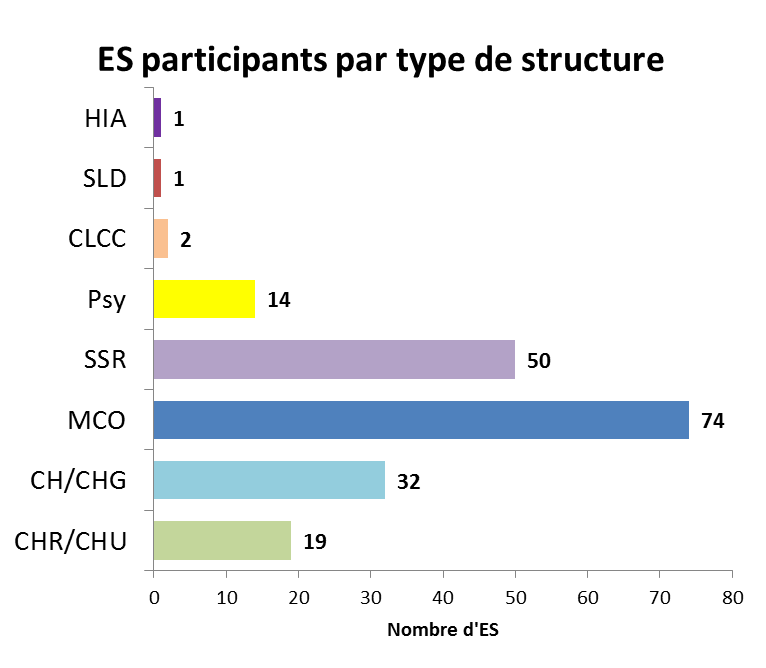 ES participants par type de structure
HIA 1
SLD 1
CLCC 2
Psy 14
SSR 50
MCO 74
CH/CHG 32
CHR/CHU 19
0 10 20 30 40 50 60 70 80
Nombre d'ES